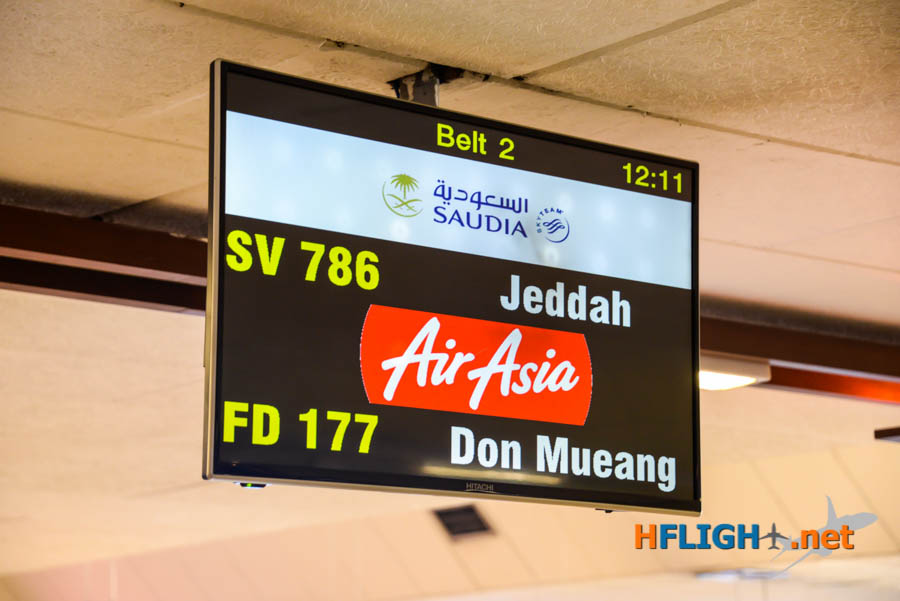 Belt 2
12:11
السعودية
SAUDIA
SKYTEAM
SV 786
Jeddah
AirAsia
FD 177
Don Mueang
HITACHI
HFLIGHT.net